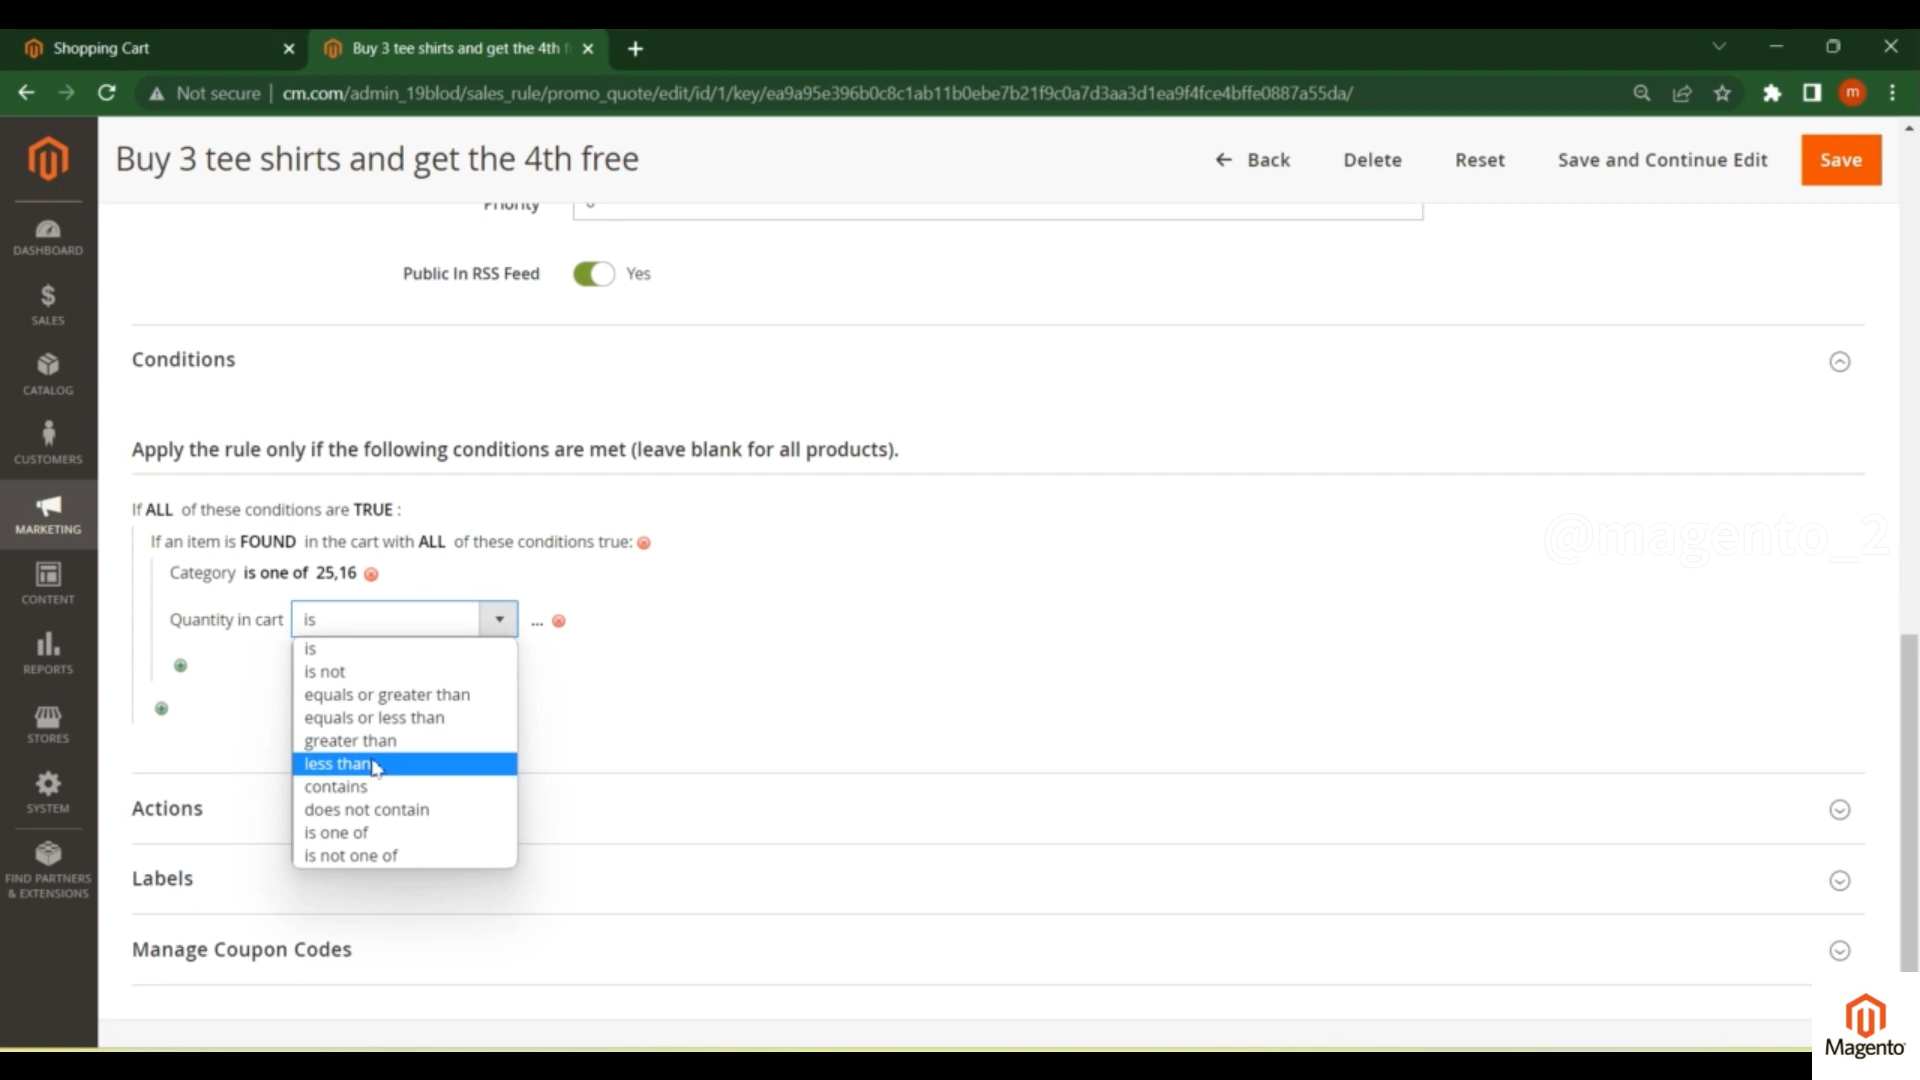 Shopping Cart
Buy 3 tee shirts and get the 4th
Not secure
cm.com/admin_19blod/sales_rule/promo_quote/edit/id/1/key/ea9a95e396b0c8c1ab11b0ebe7b21f9c0a7d3aa3d1ea9f4fce4bffe0887a55da/
m
Buy 3 tee shirts and get the 4th free
Back
Delete
Reset
Save and Continue Edit
Save
DASHBOARD
SALES
CATALOG
CUSTOMERS
MARKETING
CONTENT
REPORTS
STORES
SYSTEM
FIND PARTNERS
& EXTENSIONS
Priority
Public In RSS Feed Yes
Conditions
Apply the rule only if the following conditions are met (leave blank for all products).
If ALL of these conditions are TRUE :
If an item is FOUND in the cart with ALL of these conditions true:
Category is one of 25,16
Quantity in cart is ...
is
is not
equals or greater than
equals or less than
greater than
less than
contains
does not contain
is one of
is not one of
Actions
Labels
Manage Coupon Codes
@magento_2
Magento